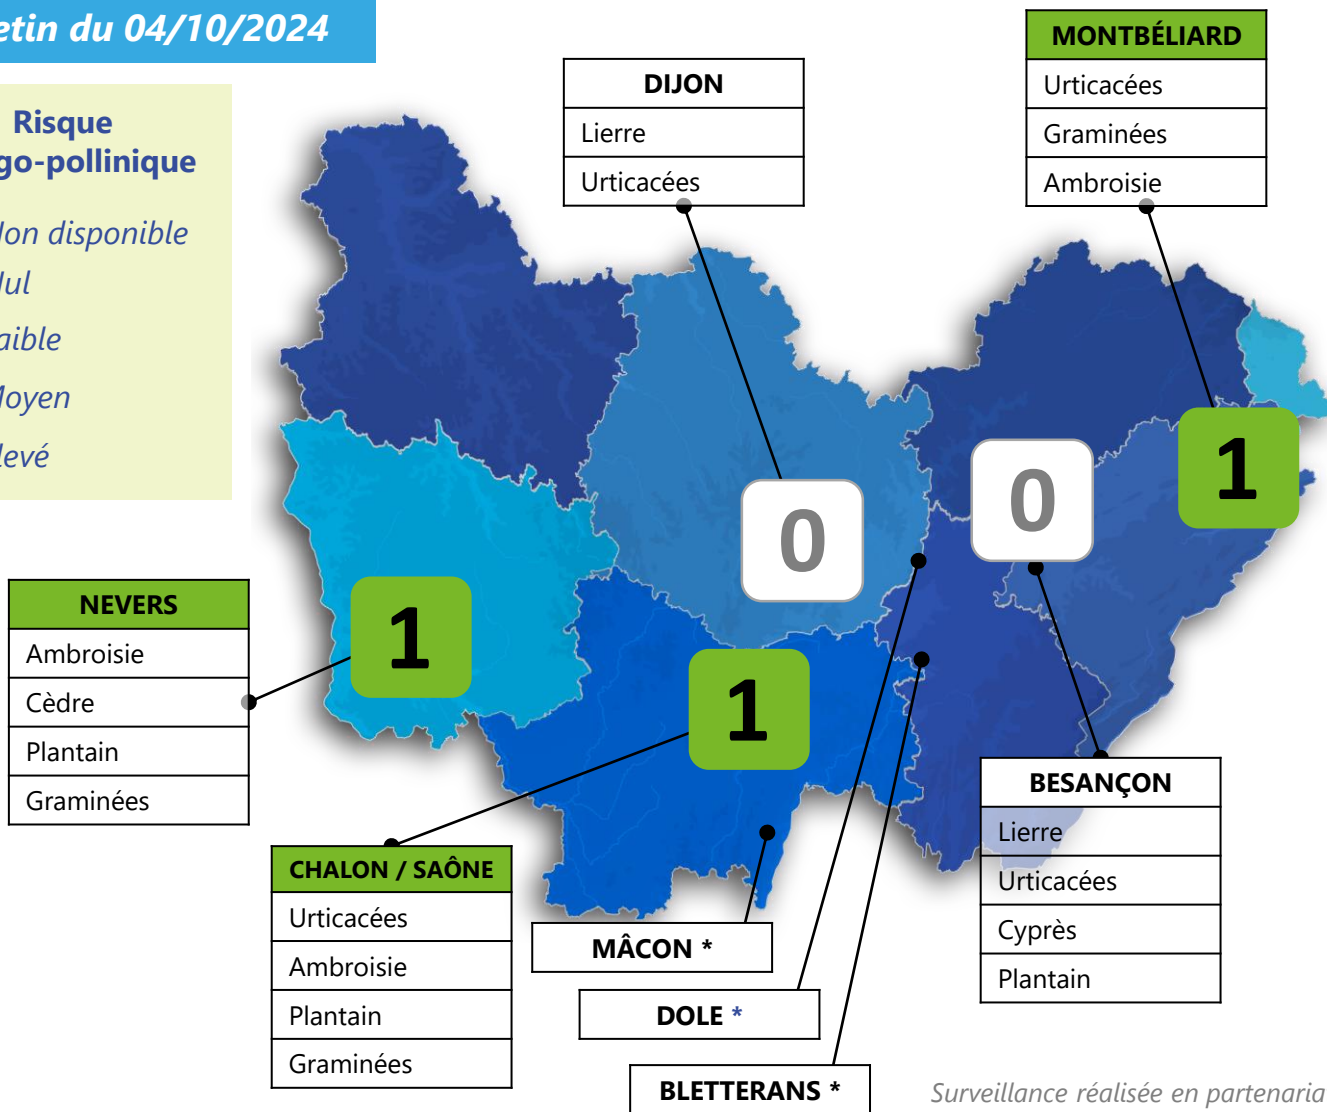 etin du 04/10/2024
Risque
go-pollinique
Non disponible
Nul
aible
Moyen
levé
DIJON
Lierre
Urticacées
MONTBÉLIARD
Urticacées
Graminées
Ambroisie
0
0
1
NEVERS
Ambroisie
Cèdre
Plantain
Graminées
1
1
CHALON / SAÔNE
Urticacées
Ambroisie
Plantain
Graminées
BESANÇON
Lierre
Urticacées
Cyprès
Plantain
MÂCON *
DOLE *
BLETTERANS *
Surveillance réalisée en partenaria